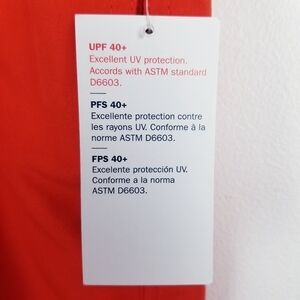 UPF 40+
Excellent UV protection.
Accords with ASTM standard
D6603.
PFS 40+
Excellente protection contre
les rayons UV. Conforme à la
norme ASTM D6603.
FPS 40+
Excelente protección UV.
Conforme a la norma
ASTM D6603.